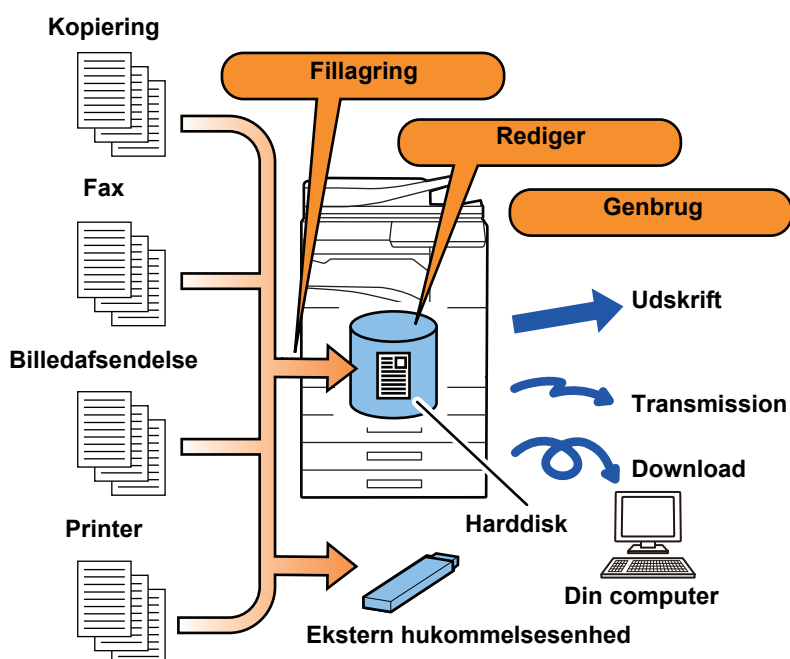 Kopiering
Fillagring
Rediger
Fax
Genbrug
Udskrift
Billedafsendelse
Transmission
Download
Printer
Harddisk
Din computer
Ekstern hukommelsesenhed